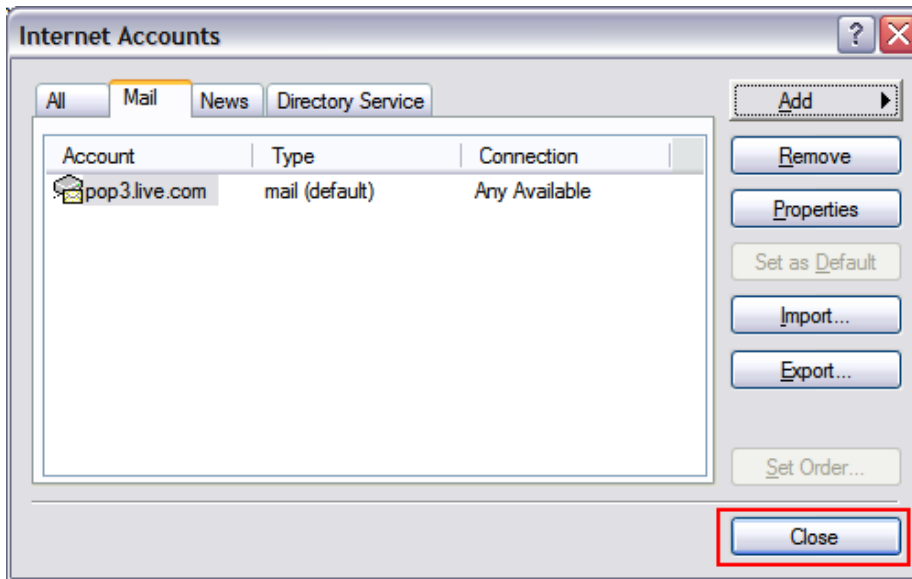 Internet Accounts
All Mail News Directory Service
Add
Account Type Connection
Remove
pop3.live.com mail (default) Any Available
Properties
Set as Default
Import...
Export...
Set Order...
Close